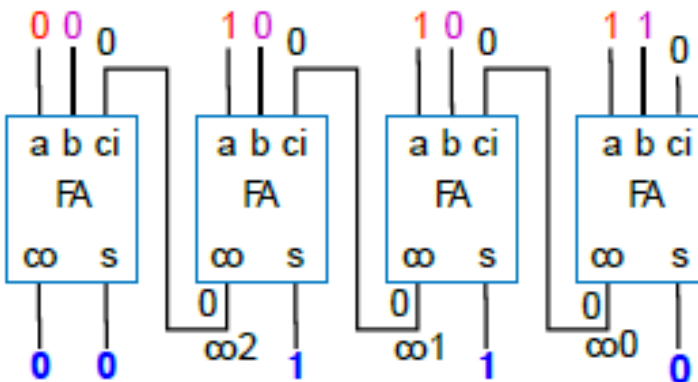 0 0 0 1 0 0 1 0 0 1 1 0
a b ci a b ci a b ci a b ci
FA FA FA FA
co s co s co s co s
0 0 0
co2 co1 co0
0 0 1 1 0